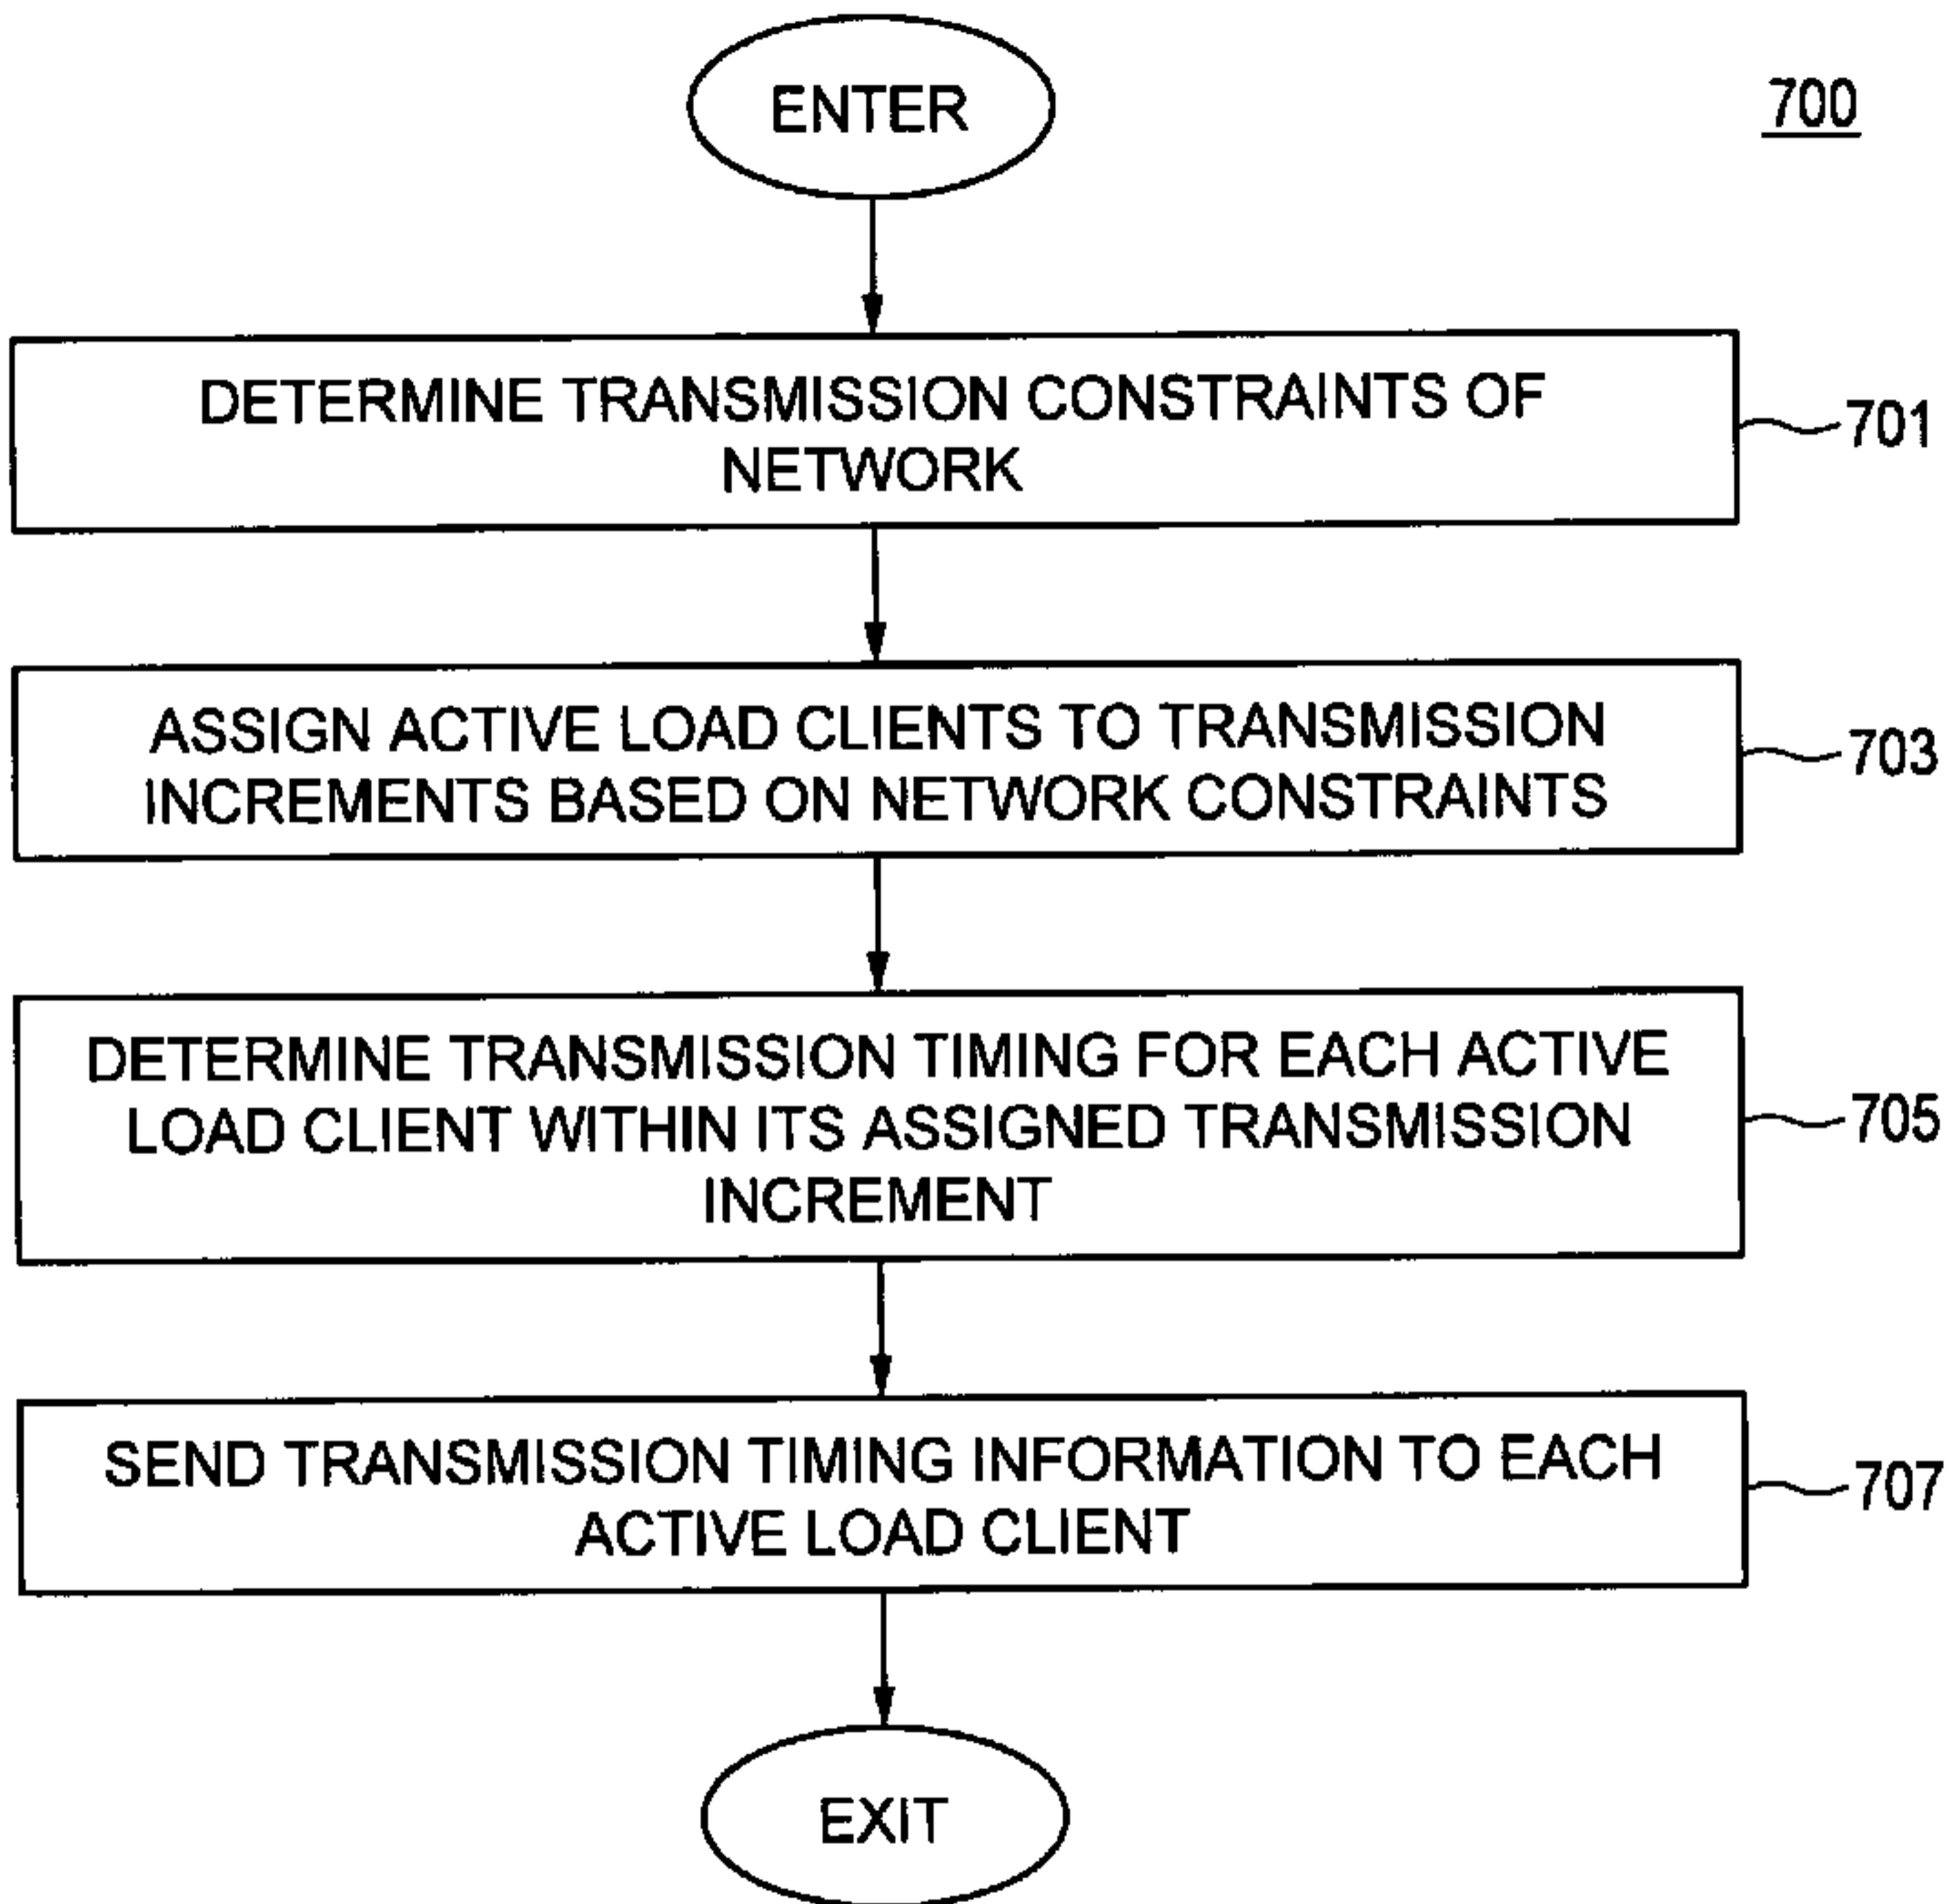 ENTER
700
DETERMINE TRANSMISSION CONSTRAINTS OF
NETWORK
701
ASSIGN ACTIVE LOAD CLIENTS TO TRANSMISSION
INCREMENTS BASED ON NETWORK CONSTRAINTS
703
DETERMINE TRANSMISSION TIMING FOR EACH ACTIVE
LOAD CLIENT WITHIN ITS ASSIGNED TRANSMISSION
INCREMENT
705
SEND TRANSMISSION TIMING INFORMATION TO EACH
ACTIVE LOAD CLIENT
707
EXIT